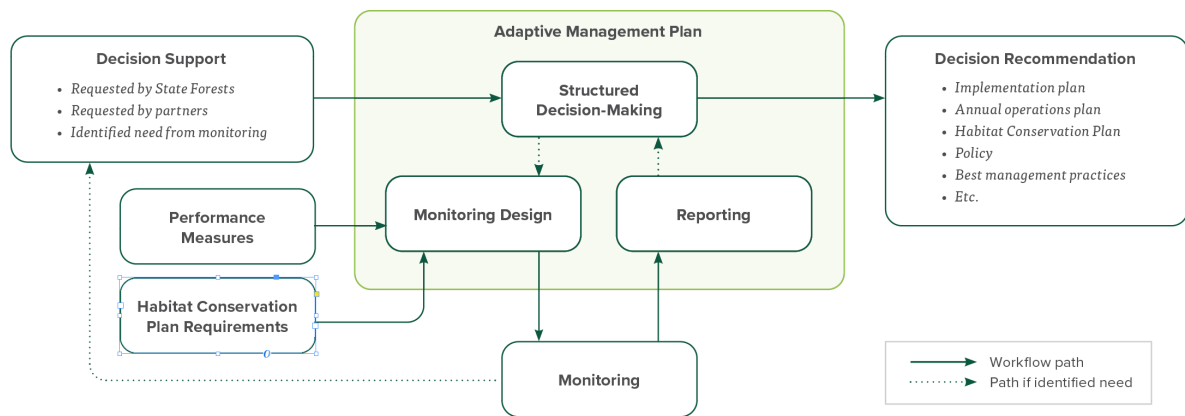 Adaptive Management Plan
Decision Support
• Requested by State Forests
• Requested by partners
• Identified need from monitoring
Structured
Decision-Making
Decision Recommendation
• Implementation plan
• Annual operations plan
• Habitat Conservation Plan
• Policy
• Best management practices
• Etc.
Performance
Measures
Monitoring Design
Reporting
Habitat Conservation
Plan Requirements
Monitoring
Workflow path
Path if identified need